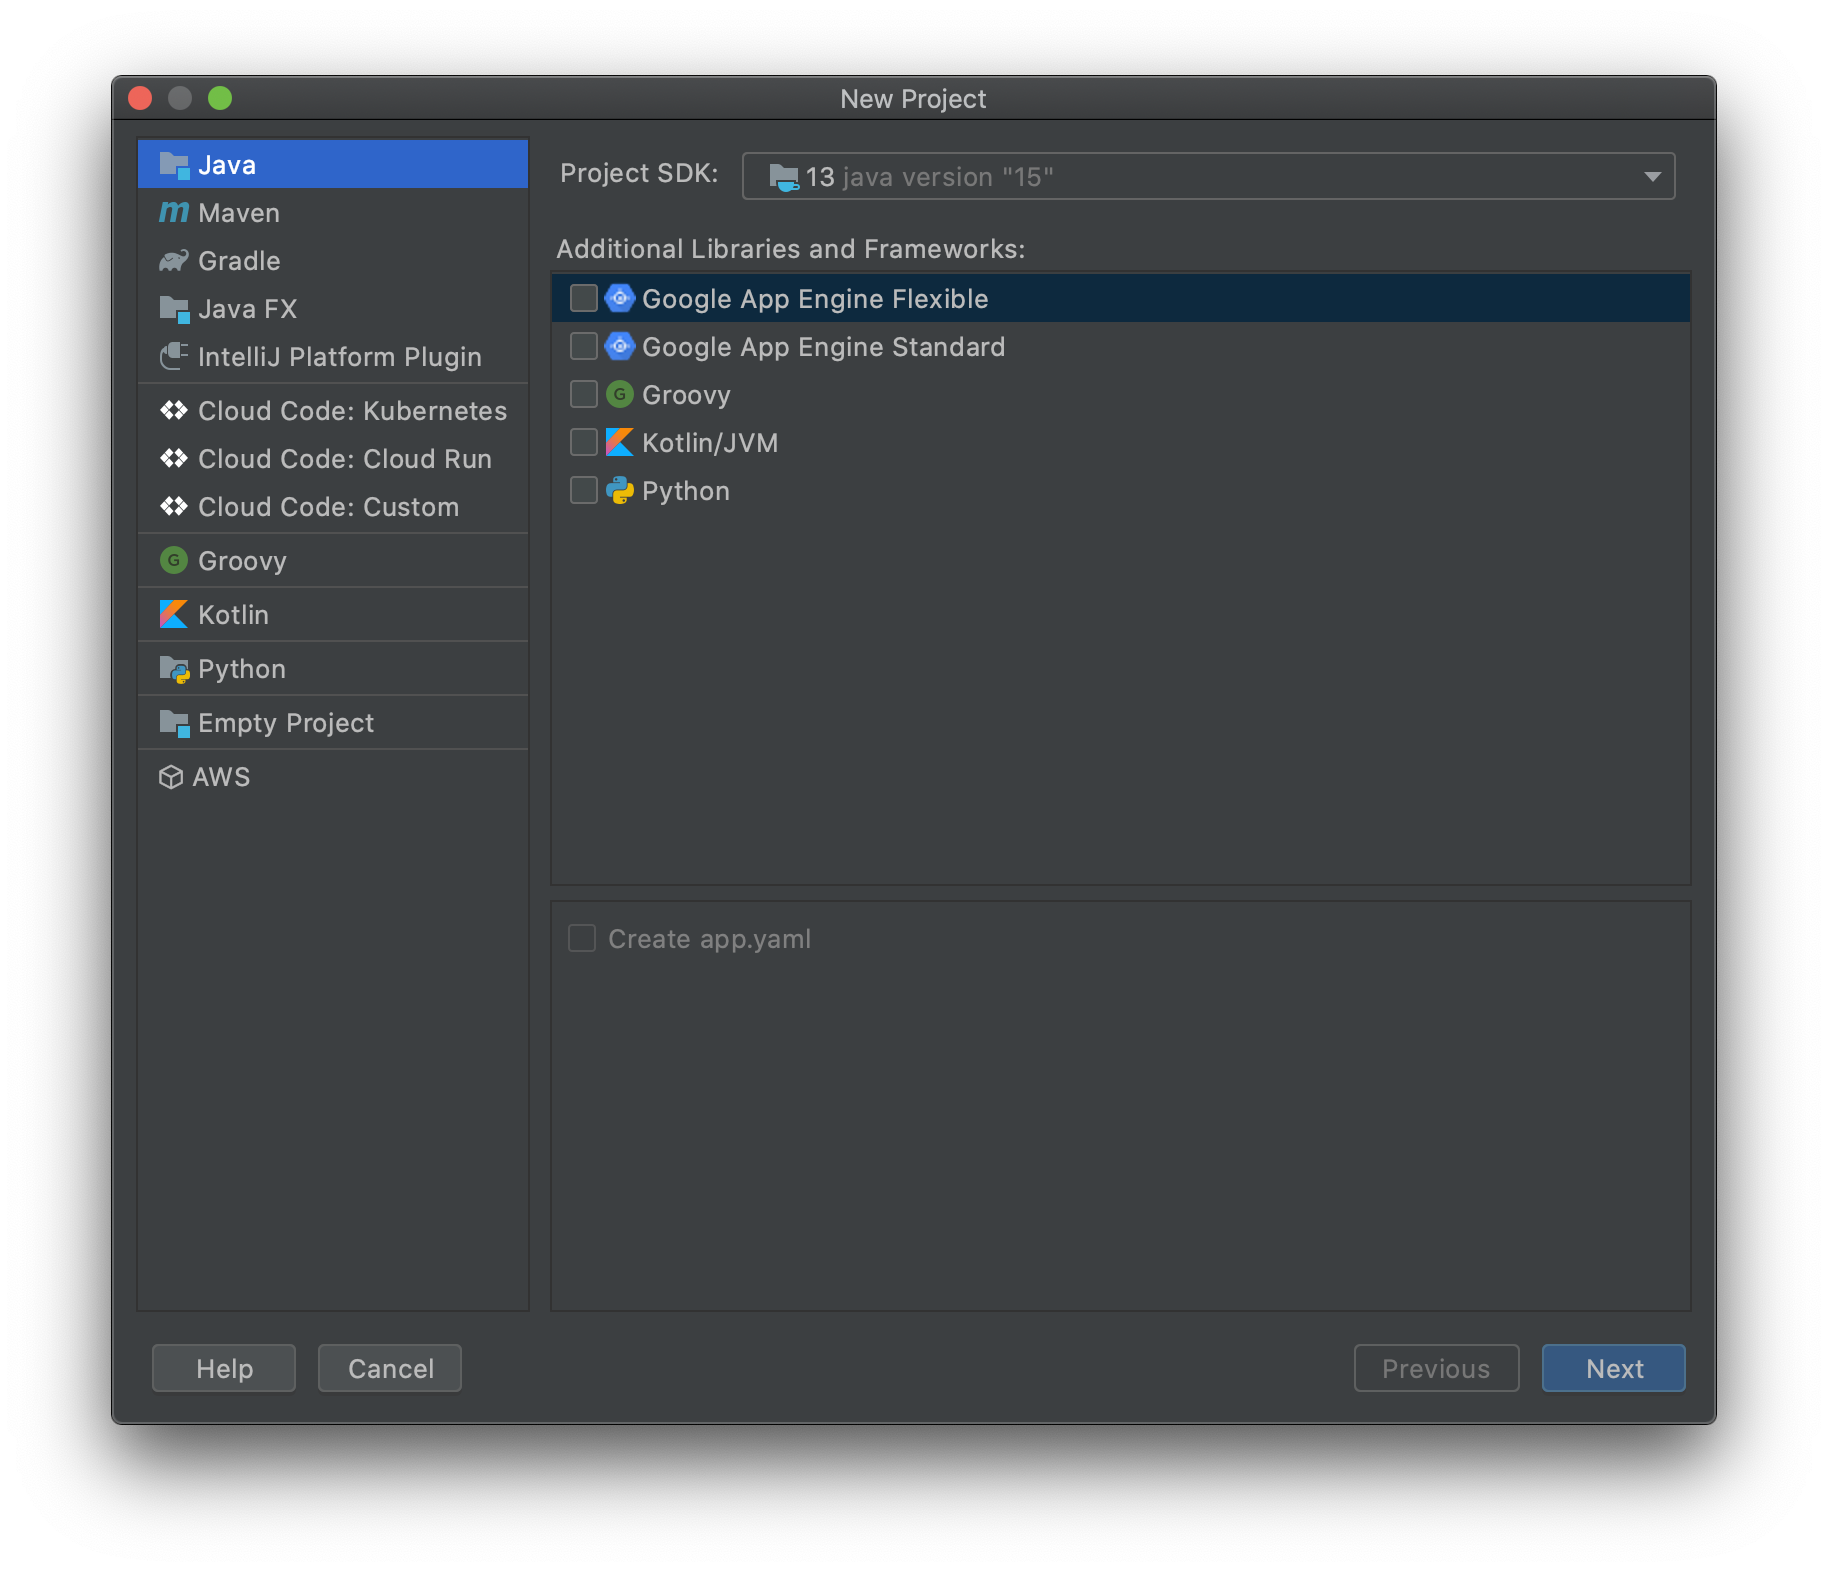 New Project
Java
Maven
Gradle
Java FX
IntelliJ Platform Plugin
Cloud Code: Kubernetes
Cloud Code: Cloud Run
Cloud Code: Custom
G Groovy
Kotlin
Python
Empty Project
AWS
Project SDK: 13 java version "15"
Additional Libraries and Frameworks:
Google App Engine Flexible
Google App Engine Standard
G Groovy
Kotlin/JVM
Python
Create app.yaml
Help Cancel Previous Next